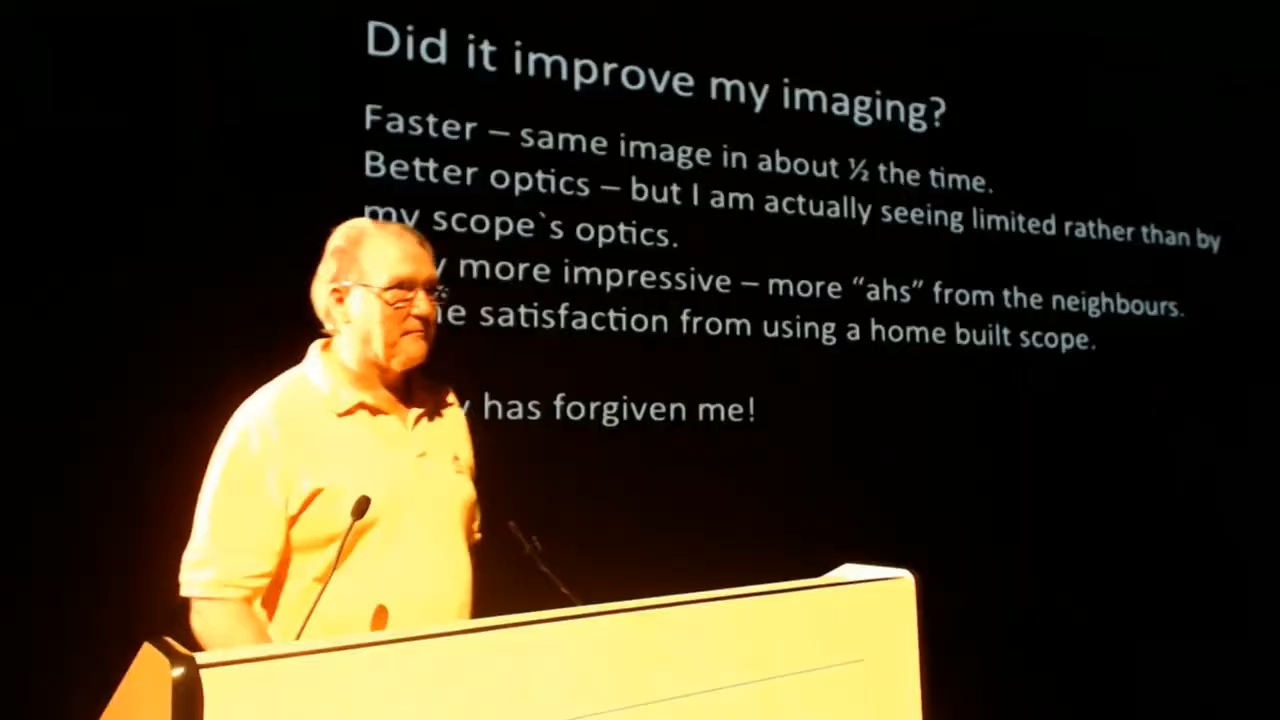 Did it improve my imaging?
Faster – same image in about ½ the time.
Better optics – but I am actually seeing limited rather than by
my scope`s optics.
more impressive – more “ahs” from the neighbours.
satisfaction from using a home built scope.
has forgiven me!